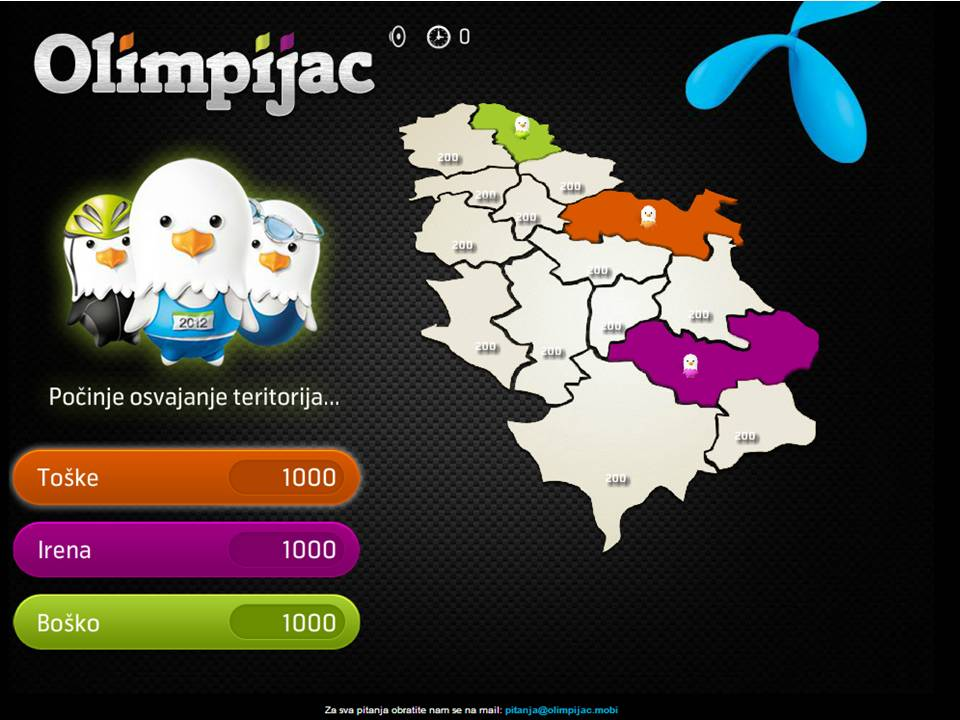 Olimpijac
0
2012
Počinje osvajanje teritorija...
Toške 1000
Irena 1000
Boško 1000
200
200
200
200
200
200
200
200
200
200
200
200
Za sva pitanja obratite nam se na mail: pitanja@olimpijac.mobi